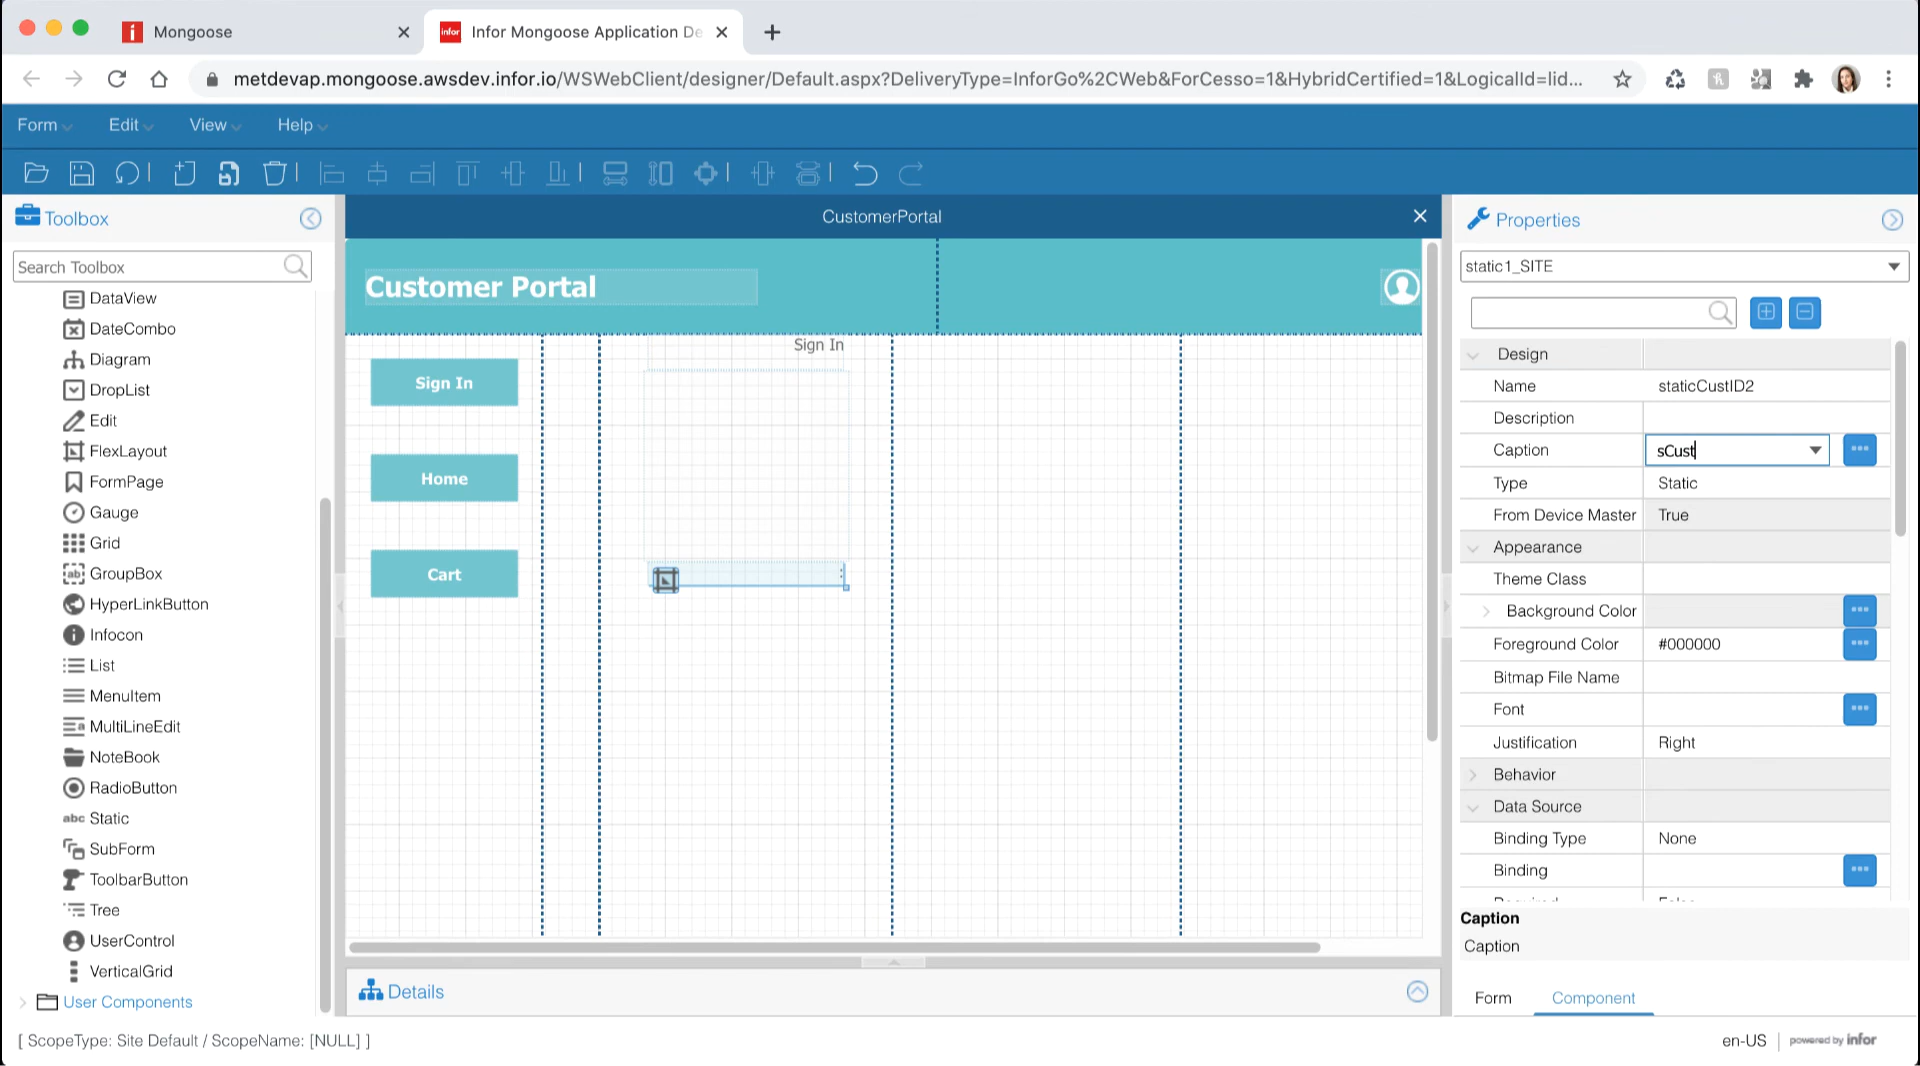 Mongoose
Infor Mongoose Application De
metdevap.mongoose.awsdev.infor.io/WSWebClient/designer/Default.aspx?DeliveryType=InforGo%2CWeb&ForCesso=1&HybridCertified=1&LogicalId=lid...
Form
Edit
View
Help
Toolbox
Search Toolbox
DataView
DateCombo
Diagram
DropList
Edit
FlexLayout
FormPage
Gauge
Grid
GroupBox
HyperLinkButton
Infocon
List
MenuItem
MultiLineEdit
NoteBook
RadioButton
abc Static
SubForm
ToolbarButton
Tree
UserControl
VerticalGrid
User Components
CustomerPortal
Customer Portal
Sign In
Sign In
Home
Cart
Details
Properties
static1_SITE
Design
Name staticCustID2
Description
Caption sCust
Type Static
From Device Master True
Appearance
Theme Class
Background Color
Foreground Color #000000
Bitmap File Name
Font
Justification Right
Behavior
Data Source
Binding Type None
Binding
Caption
Caption
Form Component
[ ScopeType: Site Default / ScopeName: [NULL] ]
en-US powered by infor